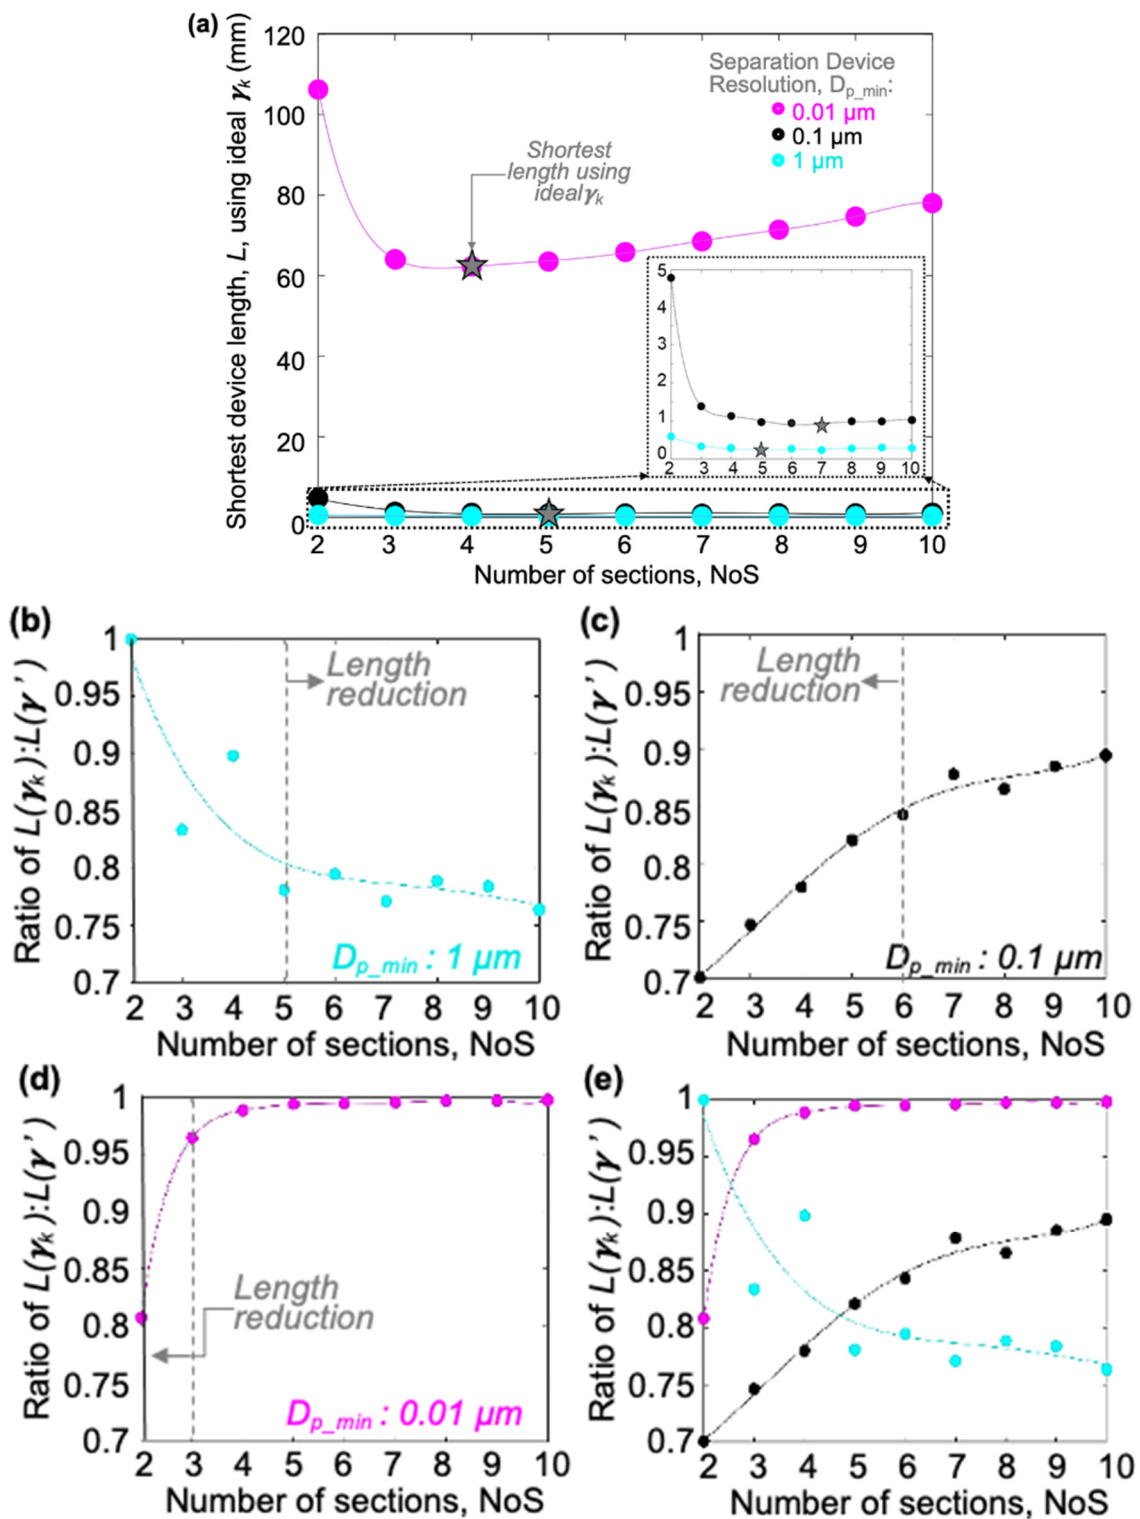 (a)
Shortest device length, L, using ideal γk (mm)
120
100
80
60
40
20
0
Separation Device
Resolution, Dp_min:
0.01 µm
0.1 µm
1 µm
Shortest
length using
idealγk
5
4
3
2
1
0
2 3 4 5 6 7 8 9 10
2 3 4 5 6 7 8 9 10
Number of sections, NoS
(b)
Ratio of L(γk):L(γ')
1
0.95
0.9
0.85
0.8
0.75
0.7
Length
reduction
Dp_min : 1 µm
2 3 4 5 6 7 8 9 10
Number of sections, NoS
(c)
Ratio of L(γk):L(γ')
1
0.95
0.9
0.85
0.8
0.75
0.7
Length
reduction
Dp_min : 0.1 µm
2 3 4 5 6 7 8 9 10
Number of sections, NoS
(d)
Ratio of L(γk):L(γ')
1
0.95
0.9
0.85
0.8
0.75
0.7
Length
reduction
Dp_min : 0.01 µm
2 3 4 5 6 7 8 9 10
Number of sections, NoS
(e)
Ratio of L(γk):L(γ')
1
0.95
0.9
0.85
0.8
0.75
0.7
2 3 4 5 6 7 8 9 10
Number of sections, NoS